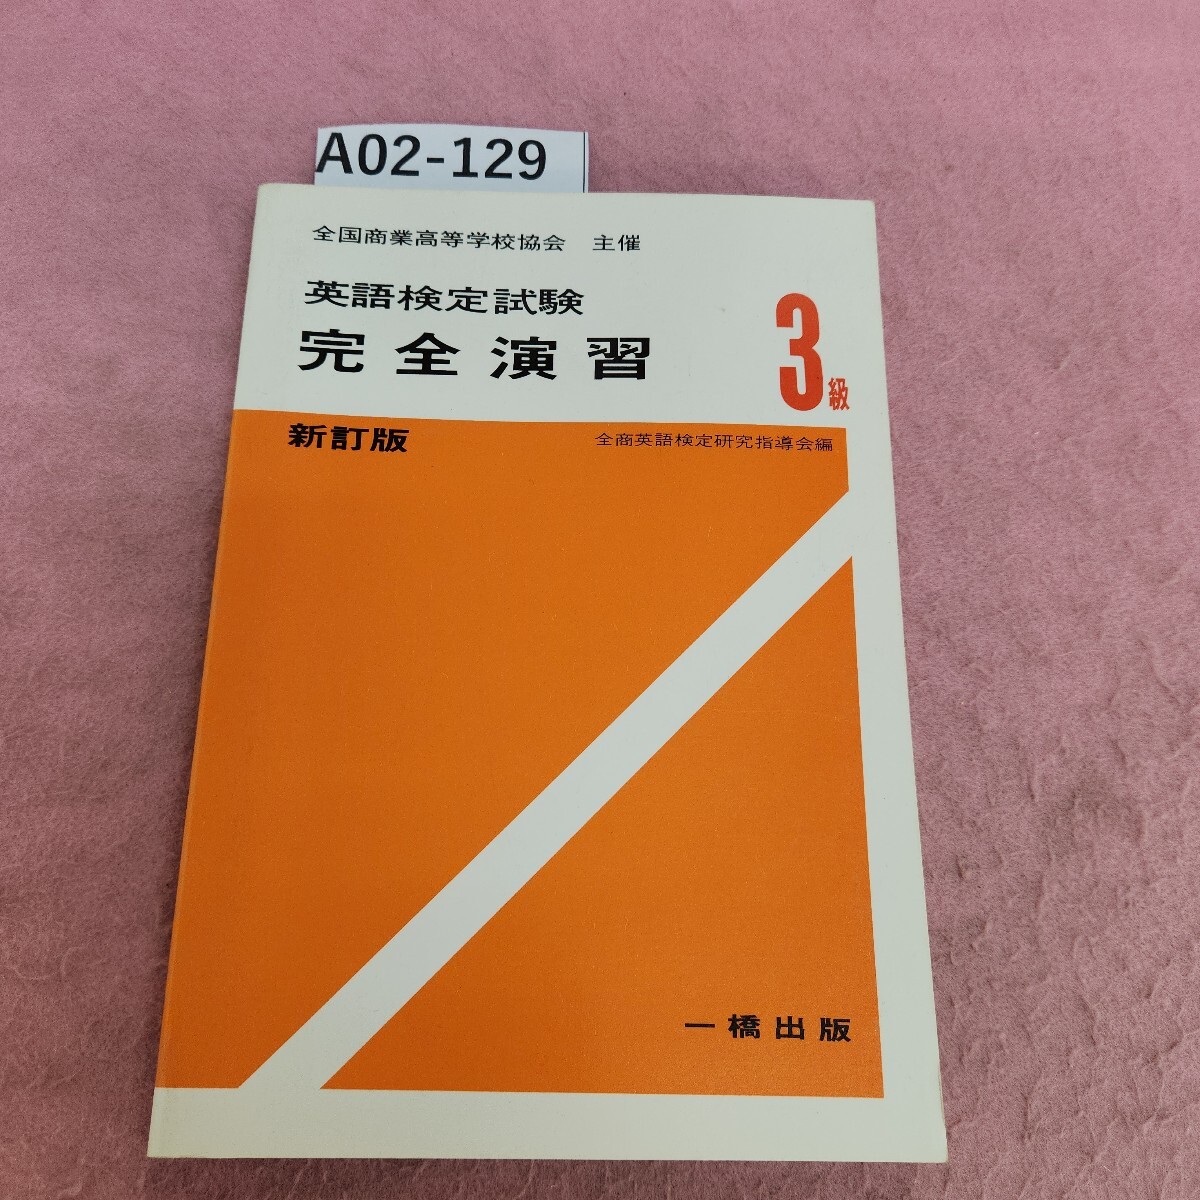 A02-129
全国商業高等学校協会 主催
英語検定試験
完全演習
3級
新訂版
全商英語検定研究指導会編
一橋出版